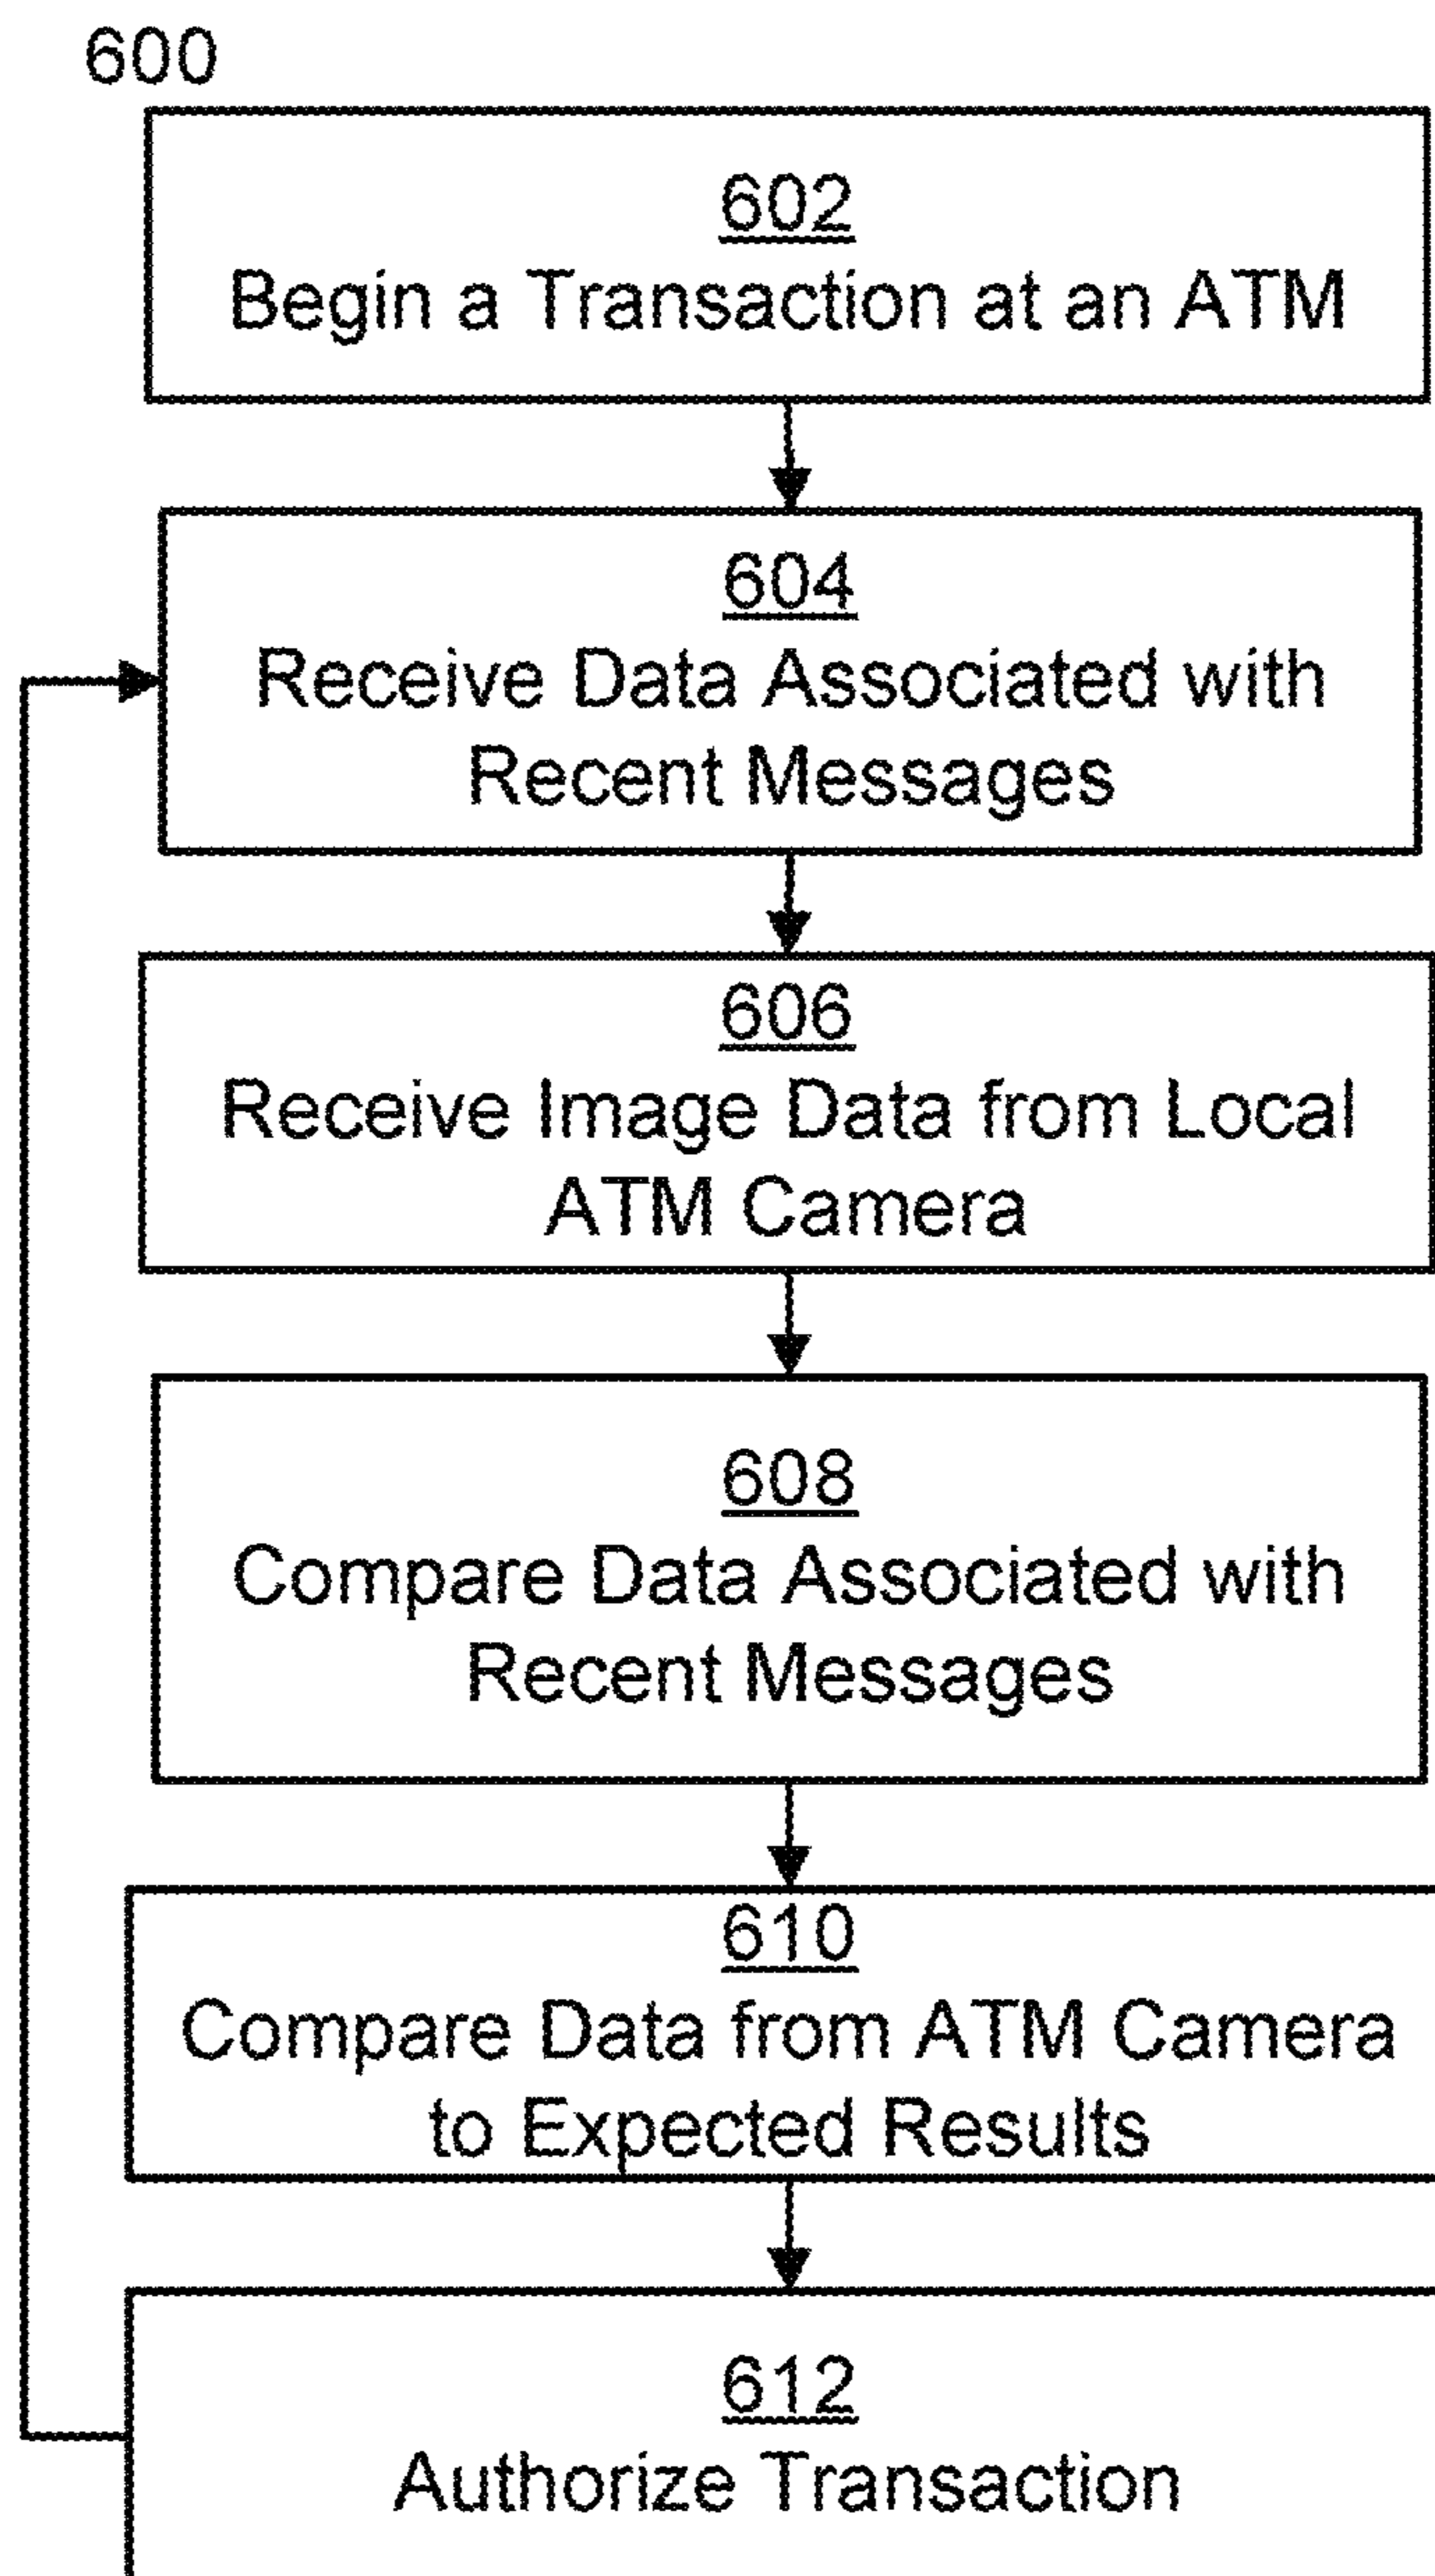 600
602
Begin a Transaction at an ATM
604
Receive Data Associated with
Recent Messages
606
Receive Image Data from Local
ATM Camera
608
Compare Data Associated with
Recent Messages
610
Compare Data from ATM Camera
to Expected Results
612
Authorize Transaction